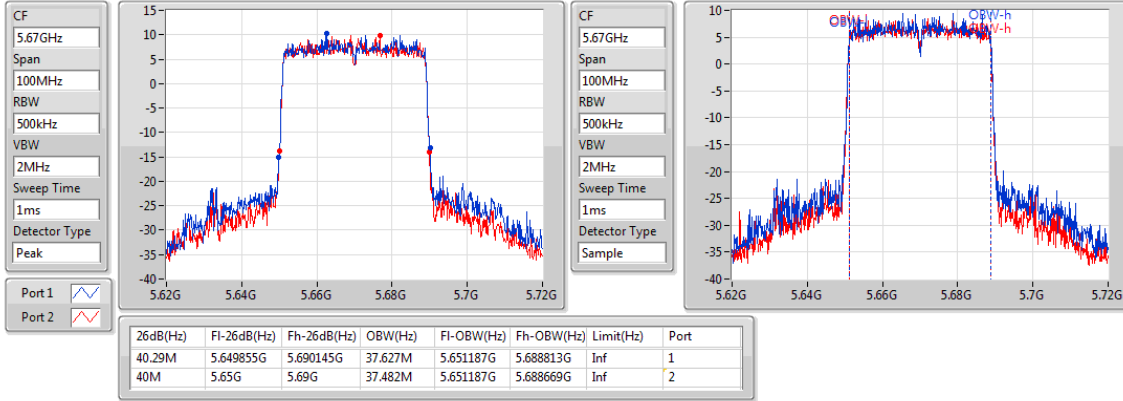 CF
5.67GHz
Span
100MHz
RBW
500kHz
VBW
2MHz
Sweep Time
1ms
Detector Type
Peak
Port 1
Port 2
15
10
5
0
-5
-10
-15
-20
-25
-30
-35
-40
5.62G 5.64G 5.66G 5.68G 5.7G 5.72G
CF
5.67GHz
Span
100MHz
RBW
500kHz
VBW
2MHz
Sweep Time
1ms
Detector Type
Sample
10
5
0
-5
-10
-15
-20
-25
-30
-35
-40
OBW-h
OBW-h
5.62G 5.64G 5.66G 5.68G 5.7G 5.72G
26dB(Hz) Fl-26dB(Hz) Fh-26dB(Hz) OBW(Hz) Fl-OBW(Hz) Fh-OBW(Hz) Limit(Hz) Port
40.29M 5.649855G 5.690145G 37.627M 5.651187G 5.688813G Inf 1
40M 5.65G 5.69G 37.482M 5.651187G 5.688669G Inf 2